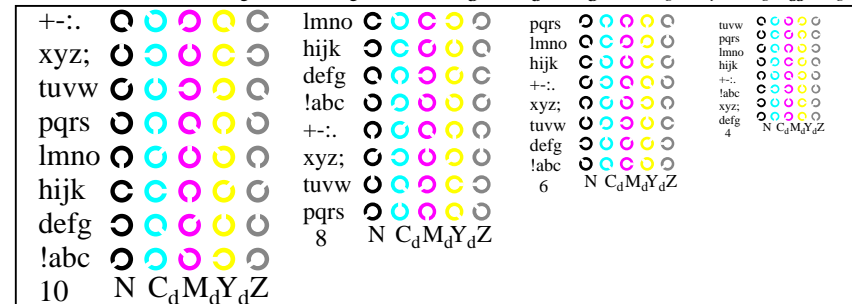 +-:.
xyz;
tuvw
pqrs
lmno
hijk
defg
!abc
10 N CdMdYdZ
lmno
hijk
defg
!abc
+-:.
xyz;
tuvw
pqrs
8 N CdMdYdZ
pqrs
lmno
hijk
+-:.
xyz;
tuvw
defg
!abc
6 N CdMdYdZ
tuvw
pqrs
lmno
hijk
+-:.
!abc
xyz;
defg
4 N CdMdYdZ